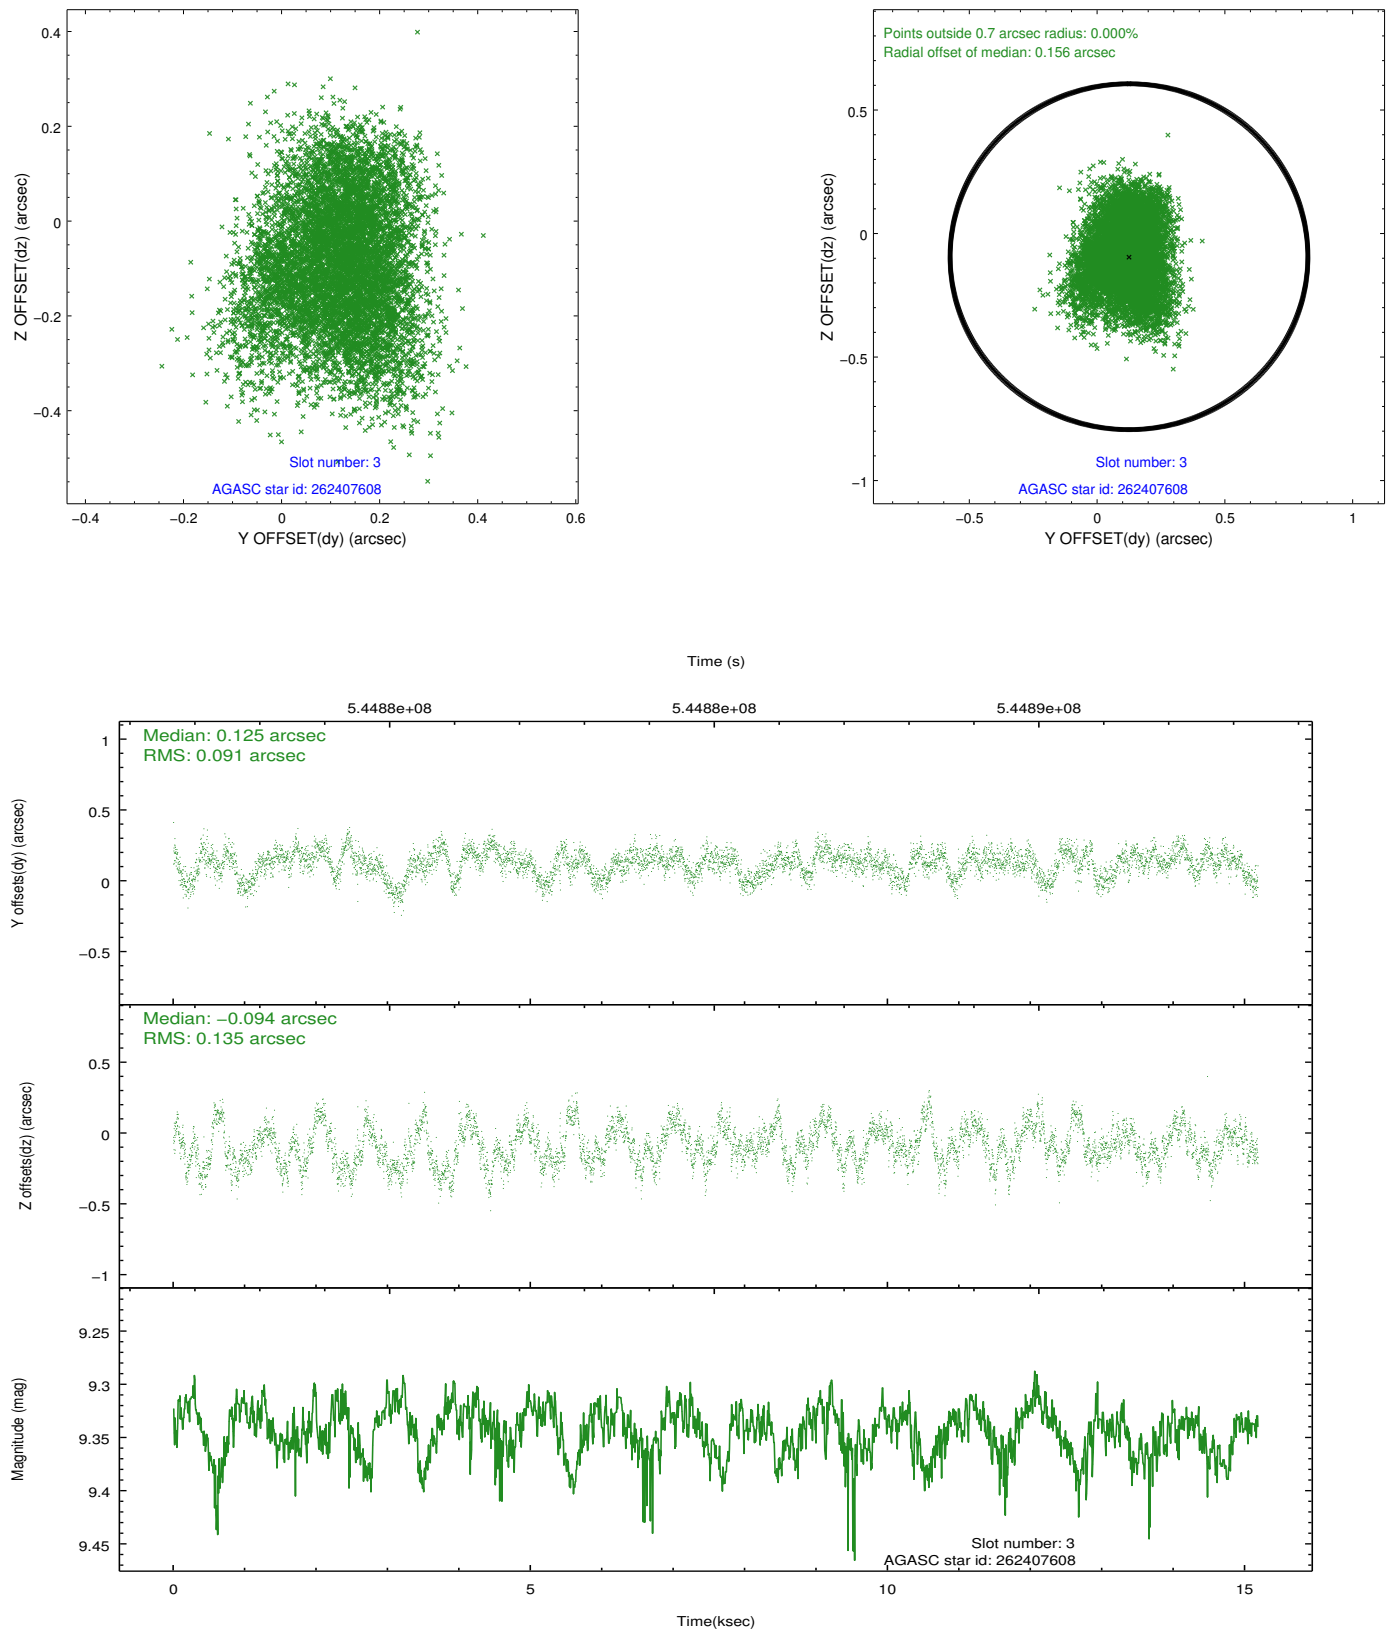 0.4
0.2
0
−0.2
−0.4
Z OFFSET(dz) (arcsec)
Slot number: 3
AGASC star id: 262407608
−0.4 −0.2 0 0.2 0.4 0.6
Y OFFSET(dy) (arcsec)
Points outside 0.7 arcsec radius: 0.000%
Radial offset of median: 0.156 arcsec
0.5
0
−0.5
−1
Z OFFSET(dz) (arcsec)
Slot number: 3
AGASC star id: 262407608
−0.5 0 0.5 1
Y OFFSET(dy) (arcsec)
Time (s)
5.4488e+08 5.4488e+08 5.4489e+08
Median: 0.125 arcsec
RMS: 0.091 arcsec
1
0.5
0
−0.5
Y offsets(dy) (arcsec)
Median: −0.094 arcsec
RMS: 0.135 arcsec
0.5
0
−0.5
−1
Z offsets(dz) (arcsec)
9.25
9.3
9.35
9.4
9.45
Magnitude (mag)
Slot number: 3
AGASC star id: 262407608
0 5 10 15
Time(ksec)